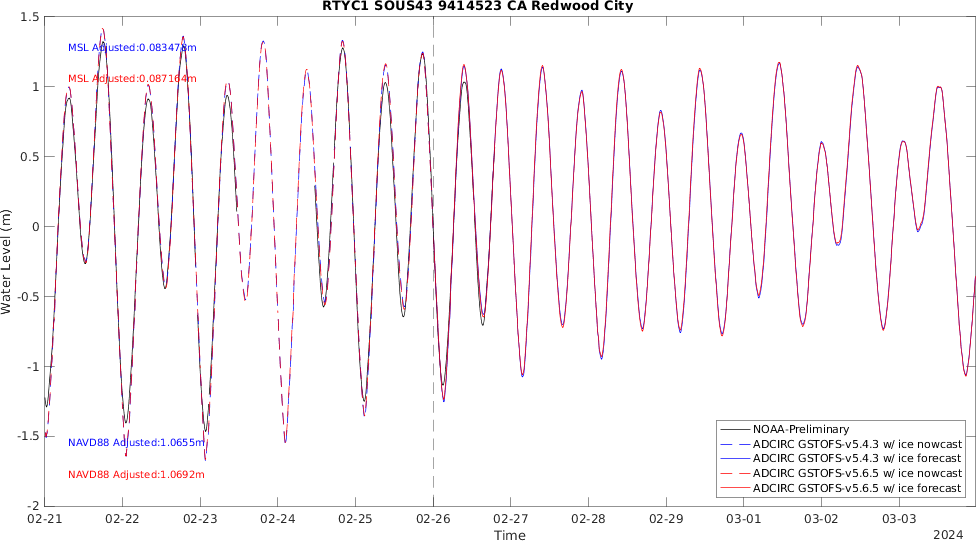 RTYC1 SOUS43 9414523 CA Redwood City
1.5
1
0.5
0
-0.5
-1
-1.5
-2
Water Level (m)
MSL Adjusted:0.083478m
MSL Adjusted:0.087164m
NAVD88 Adjusted:1.0655m
NAVD88 Adjusted:1.0692m
NOAA-Preliminary
ADCIRC GSTOFS-v5.4.3 w/ ice nowcast
ADCIRC GSTOFS-v5.4.3 w/ ice forecast
ADCIRC GSTOFS-v5.6.5 w/ ice nowcast
ADCIRC GSTOFS-v5.6.5 w/ ice forecast
02-21 02-22 02-23 02-24 02-25 02-26 02-27 02-28 02-29 03-01 03-02 03-03
Time
2024